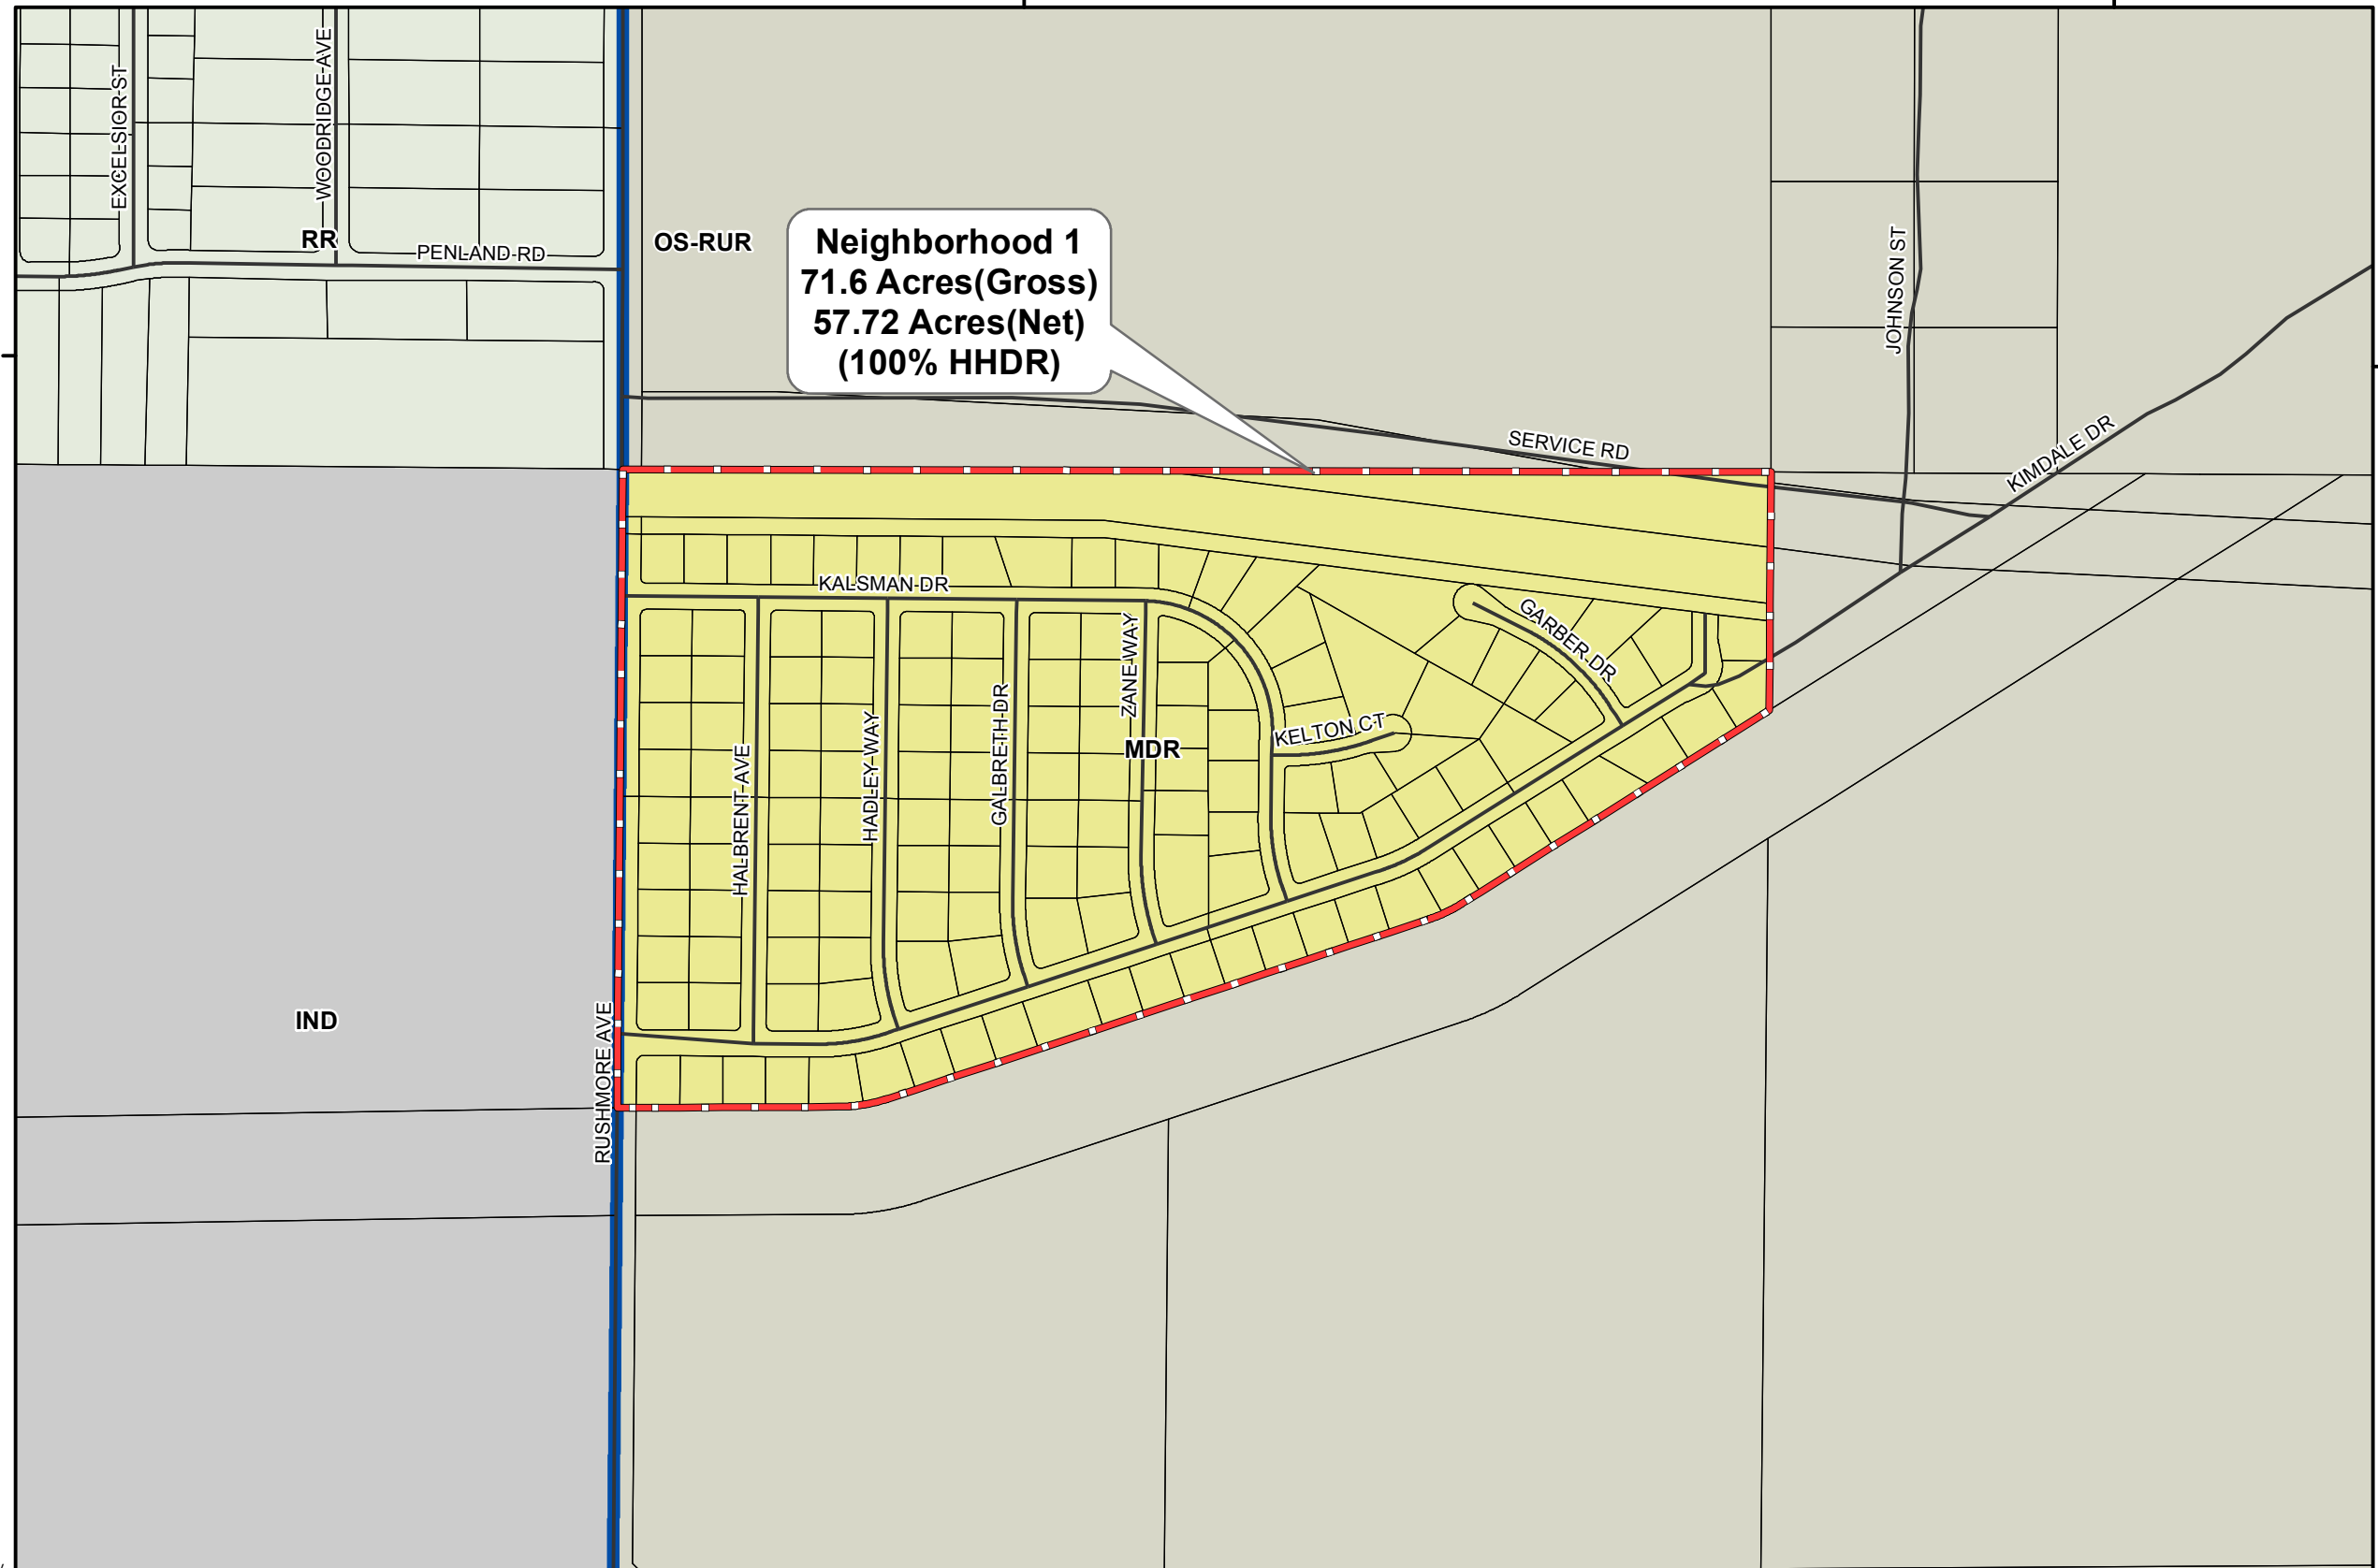 EXCELSIOR ST
WOODRIDGE AVE
RR
PENLAND RD
OS-RUR
Neighborhood 1
71.6 Acres(Gross)
57.72 Acres(Net)
(100% HHDR)
JOHNSON ST
SERVICE RD
KIMDALE DR
KALSMAN DR
GARBER DR
ZANE WAY
GALBRETH DR
HADLEY WAY
HALBRENT AVE
MDR
KELTON CT
IND
RUSHMORE AVE